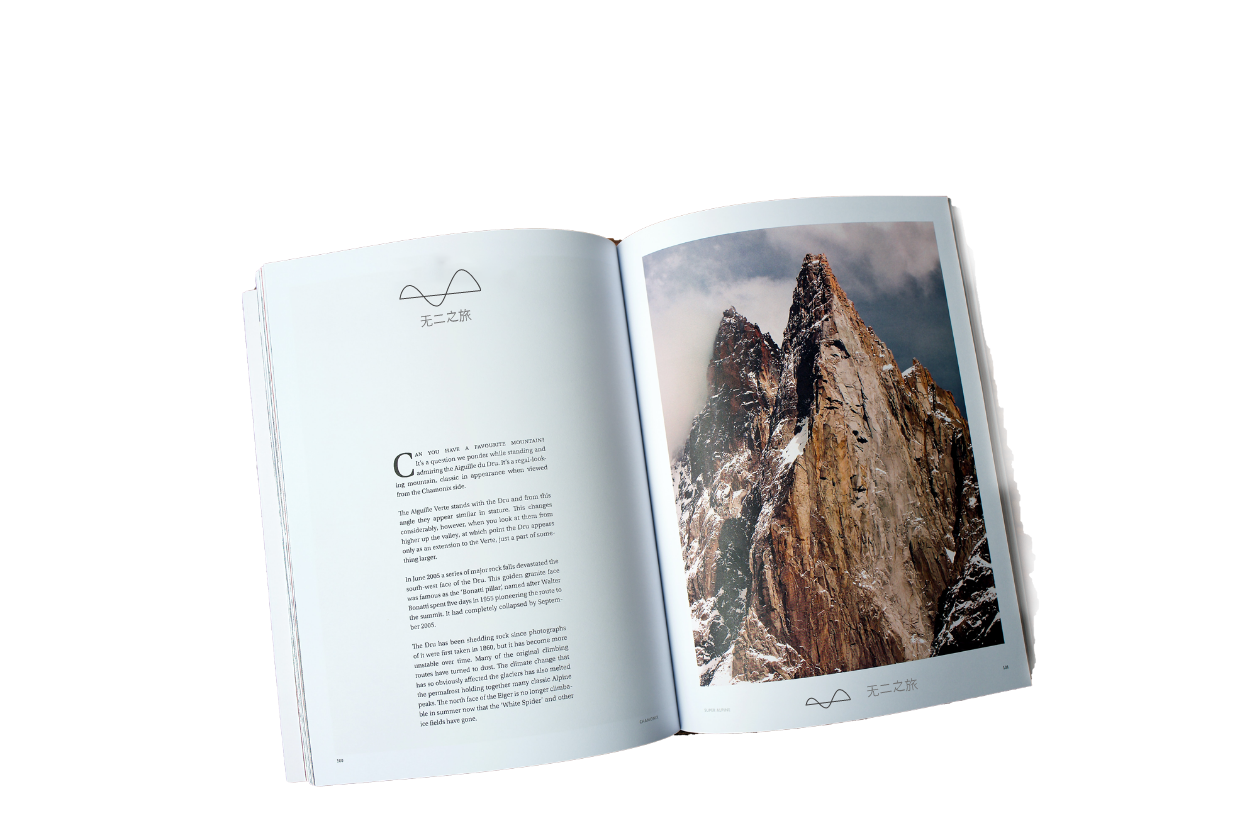 无二之旅
CAN YOU HAVE A FAVOURITE MOUNTAIN?
It's a question we ponder while standing and
admiring the Aiguille du Dru. It's a regal-look-
ing mountain, classic in appearance when viewed
from the Chamonix side.
The Aiguille Verte stands with the Dru and from this
angle they appear similar in stature. This changes
considerably, however, when you look at them from
higher up the valley, at which point the Dru appears
only as an extension to the Verte, just a part of some-
thing larger.
In June 2005 a series of major rock falls devastated the
south-west face of the Dru. This golden granite face
was famous as the 'Bonatti pillar', named after Walter
Bonatti spent five days in 1955 pioneering the route to
the summit. It had completely collapsed by Septem-
ber 2005.
The Dru has been shedding rock since photographs
of it were first taken in 1860, but it has become more
unstable over time. Many of the original climbing
routes have turned to dust. The climate change that
has so obviously affected the glaciers has also melted
the permafrost holding together many classic Alpine
peaks. The north face of the Eiger is no longer climba-
ble in summer now that the 'White Spider' and other
ice fields have gone.
无二之旅